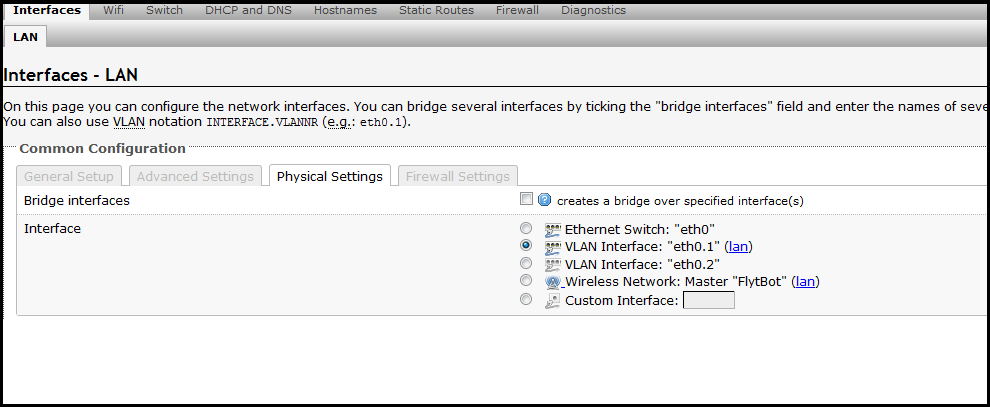 Interfaces Wifi Switch DHCP and DNS Hostnames Static Routes Firewall Diagnostics
LAN
Interfaces - LAN
On this page you can configure the network interfaces. You can bridge several interfaces by ticking the "bridge interfaces" field and enter the names of seve
You can also use VLAN notation INTERFACE.VLANNR (e.g.: eth0.1).
Common Configuration
General Setup Advanced Settings Physical Settings Firewall Settings
Bridge interfaces creates a bridge over specified interface(s)
Interface Ethernet Switch: "eth0"
VLAN Interface: "eth0.1" (lan)
VLAN Interface: "eth0.2"
Wireless Network: Master "FlytBot" (lan)
Custom Interface: